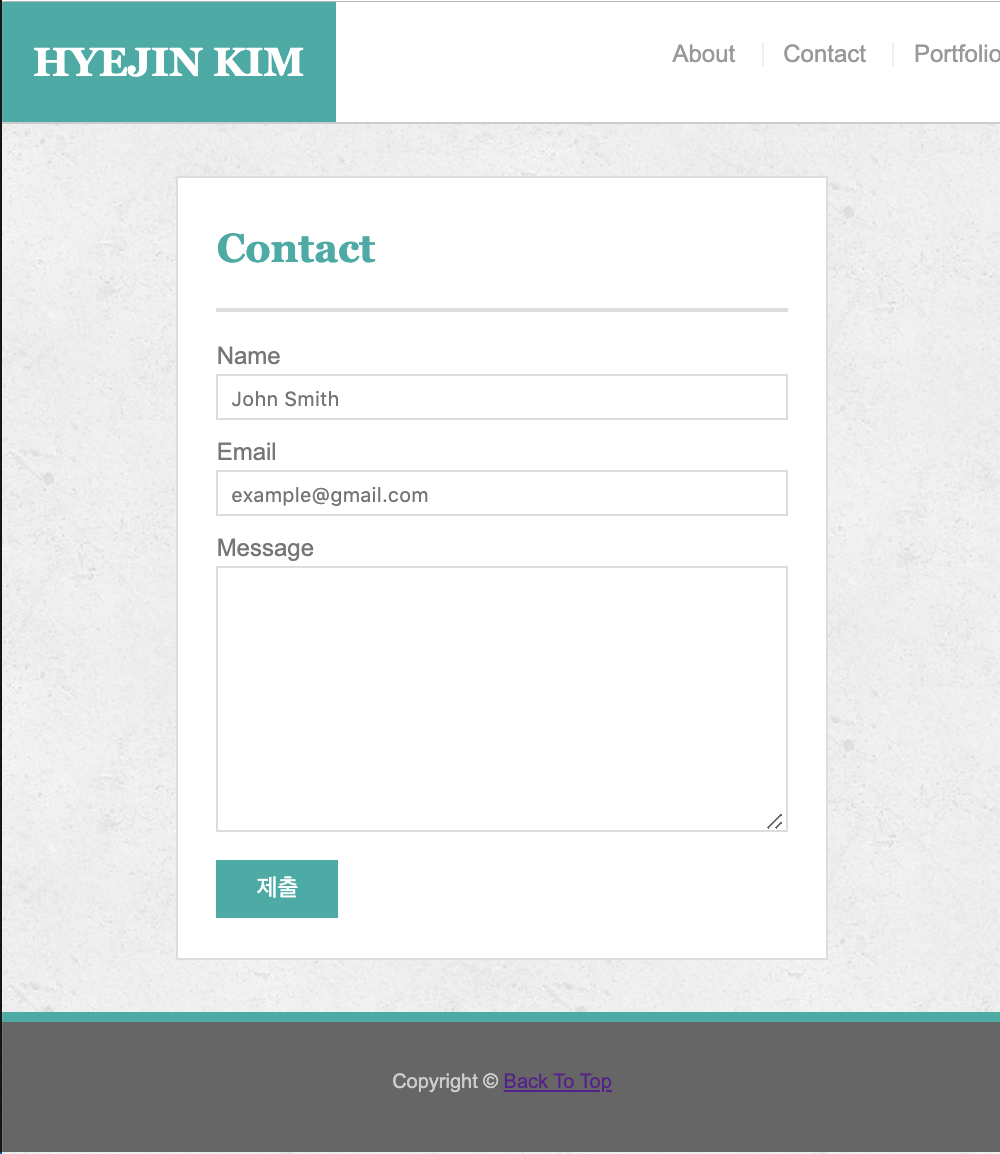 HYEJIN KIM
About Contact Portfolio
Contact
Name
John Smith
Email
example@gmail.com
Message
제출
Copyright © Back To Top